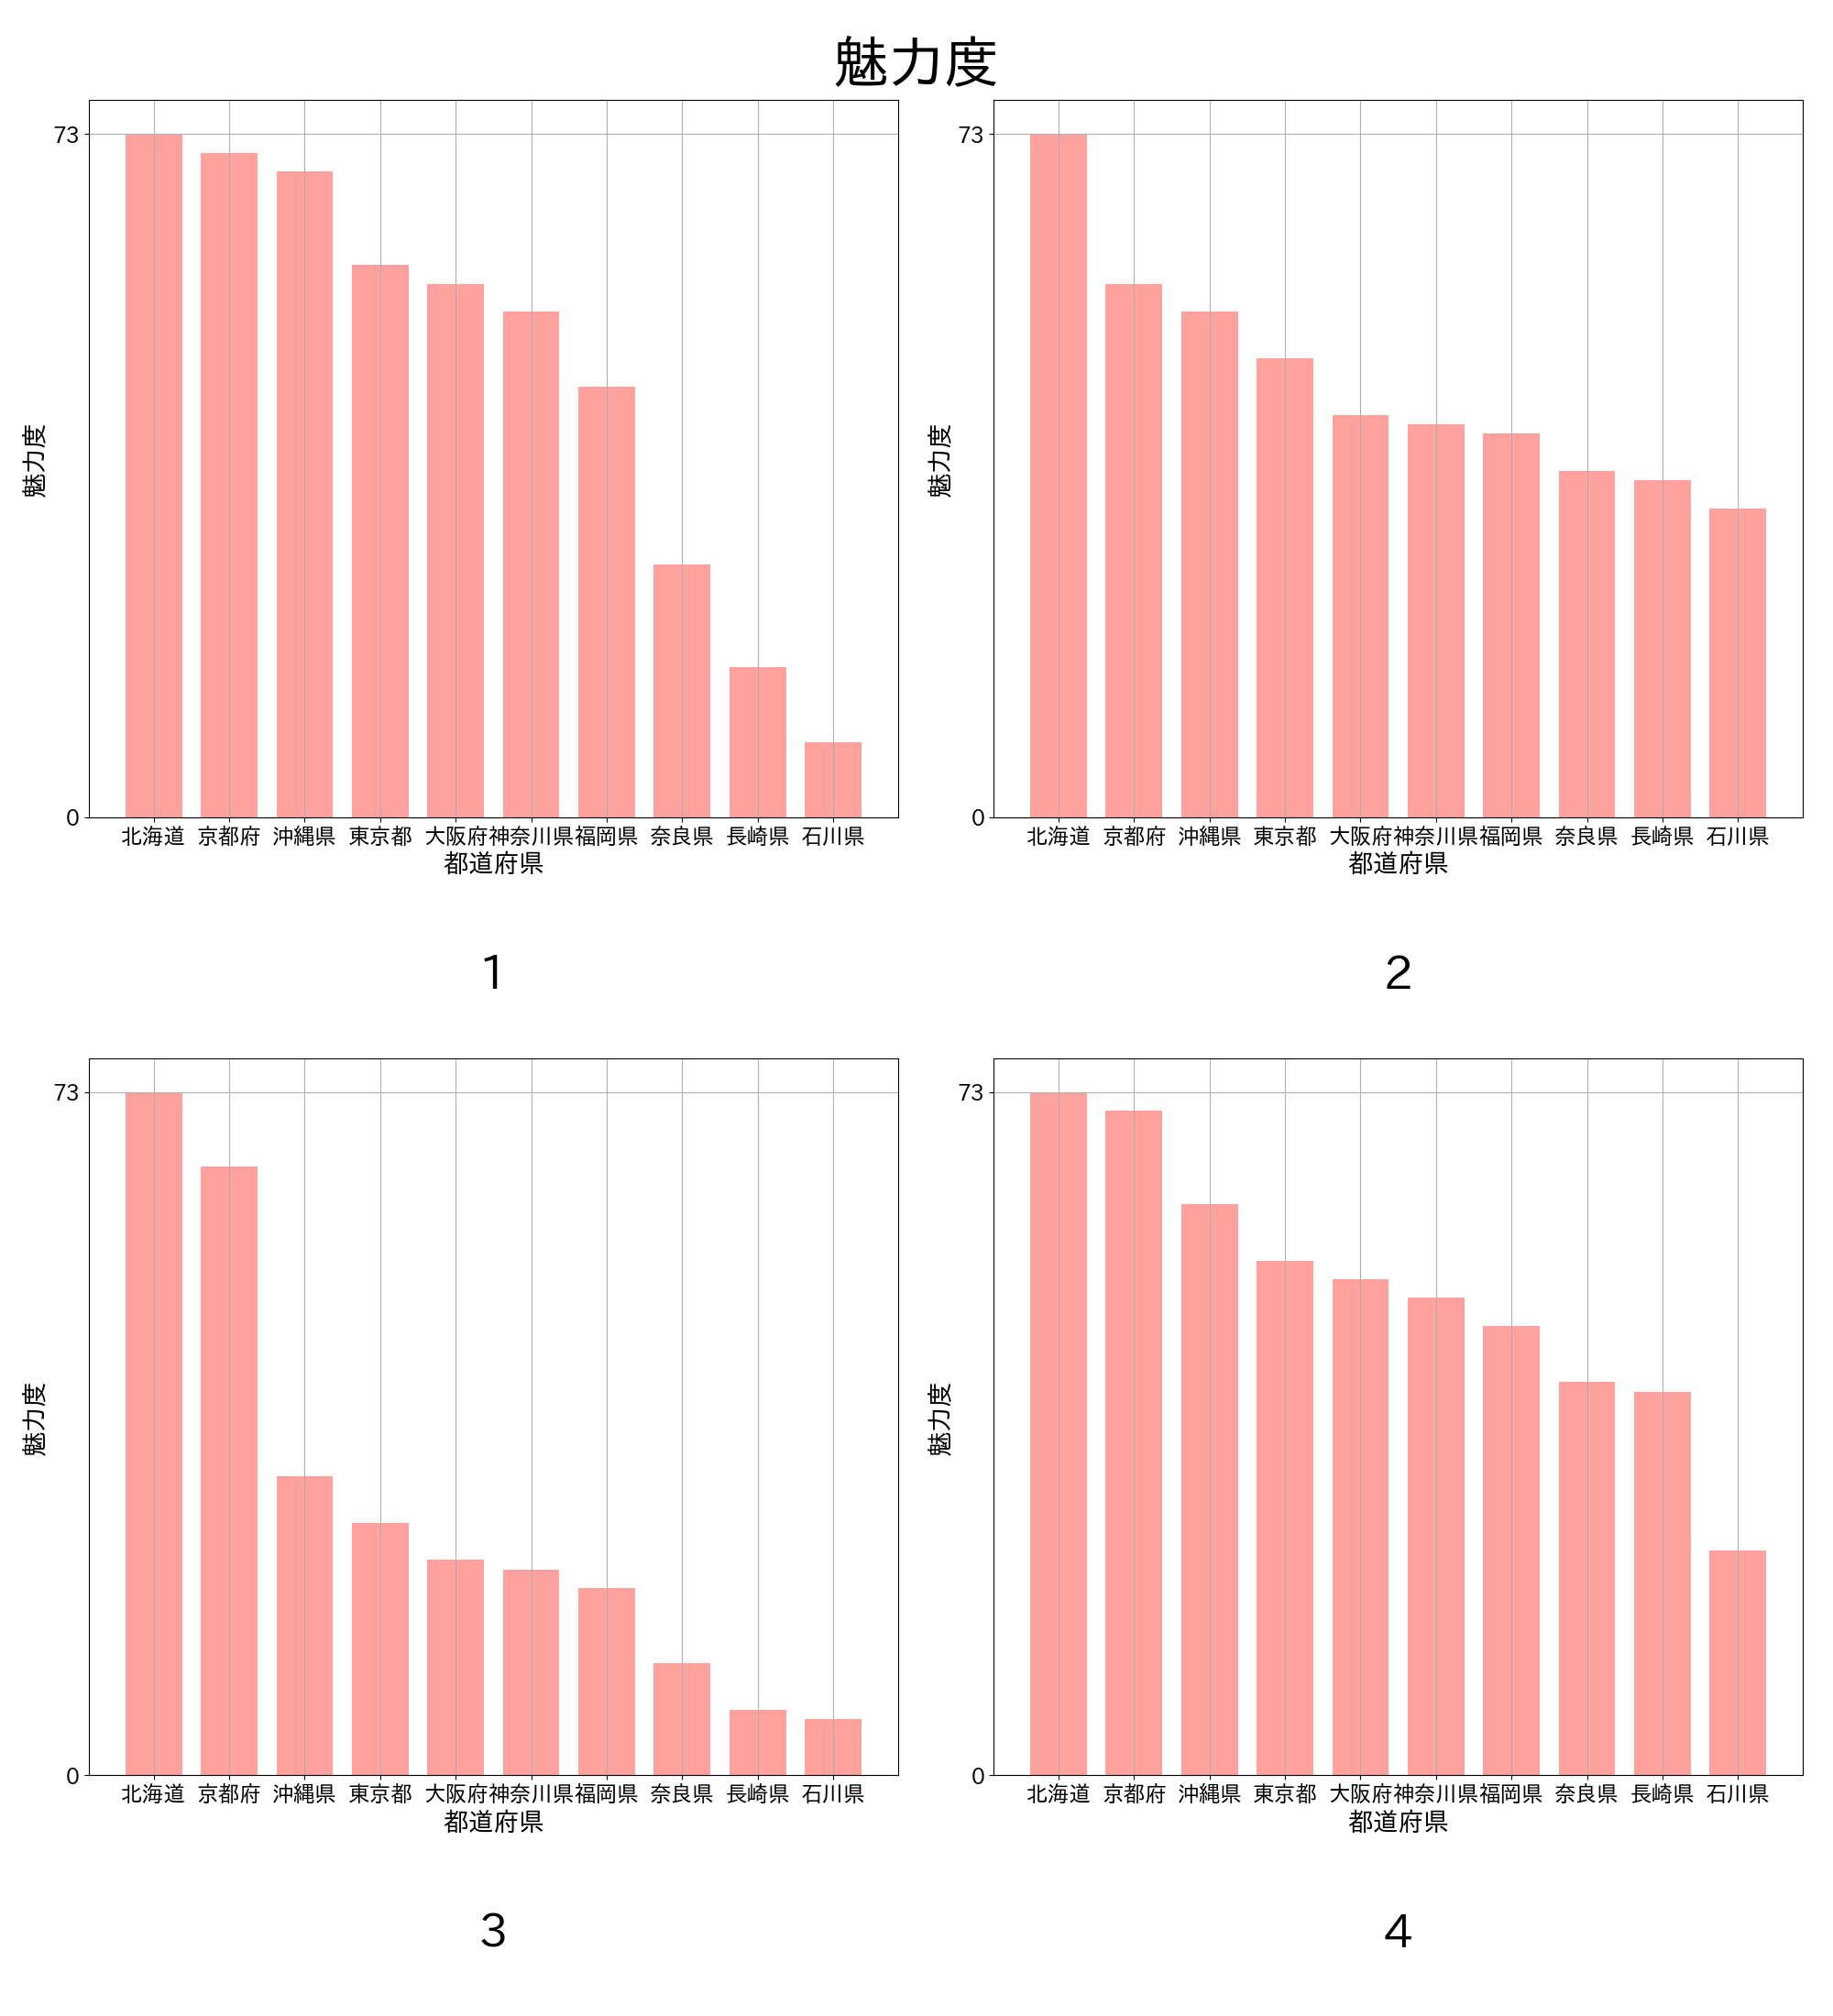 魅力度
73
0
魅力度
北海道 京都府 沖縄県 東京都 大阪府 神奈川県 福岡県 奈良県 長崎県 石川県
都道府県
1
73
0
魅力度
北海道 京都府 沖縄県 東京都 大阪府 神奈川県 福岡県 奈良県 長崎県 石川県
都道府県
2
73
0
魅力度
北海道 京都府 沖縄県 東京都 大阪府 神奈川県 福岡県 奈良県 長崎県 石川県
都道府県
3
73
0
魅力度
北海道 京都府 沖縄県 東京都 大阪府 神奈川県 福岡県 奈良県 長崎県 石川県
都道府県
4